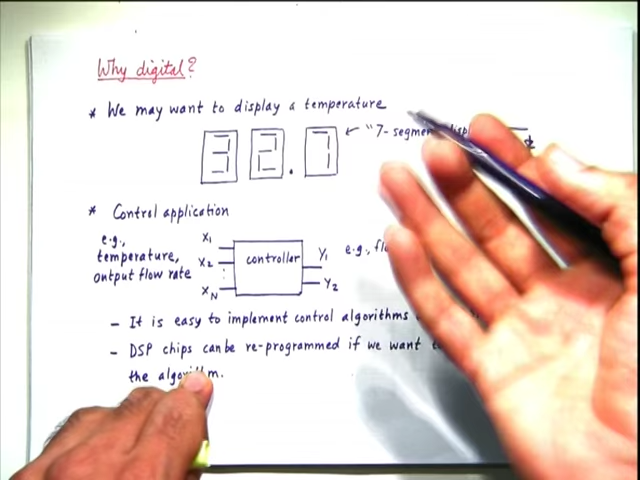 Why digital?
* We may want to display a temperature
32.7 ← "7-segment
* Control application
e.g.,
temperature,
output flow rate
X1
X2
XN
controller
Y1
Y2
e.g.,
- It is easy to implement control algorithms
- DSP chips can be re-programmed if we want
the algorithm.